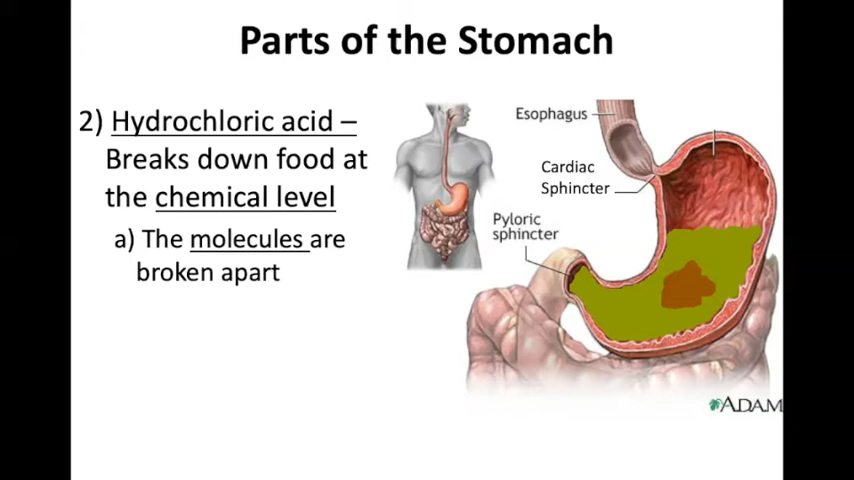 Parts of the Stomach
2) Hydrochloric acid –
Breaks down food at
the chemical level
a) The molecules are
broken apart
Esophagus
Cardiac
Sphincter
Pyloric
sphincter
ADAM